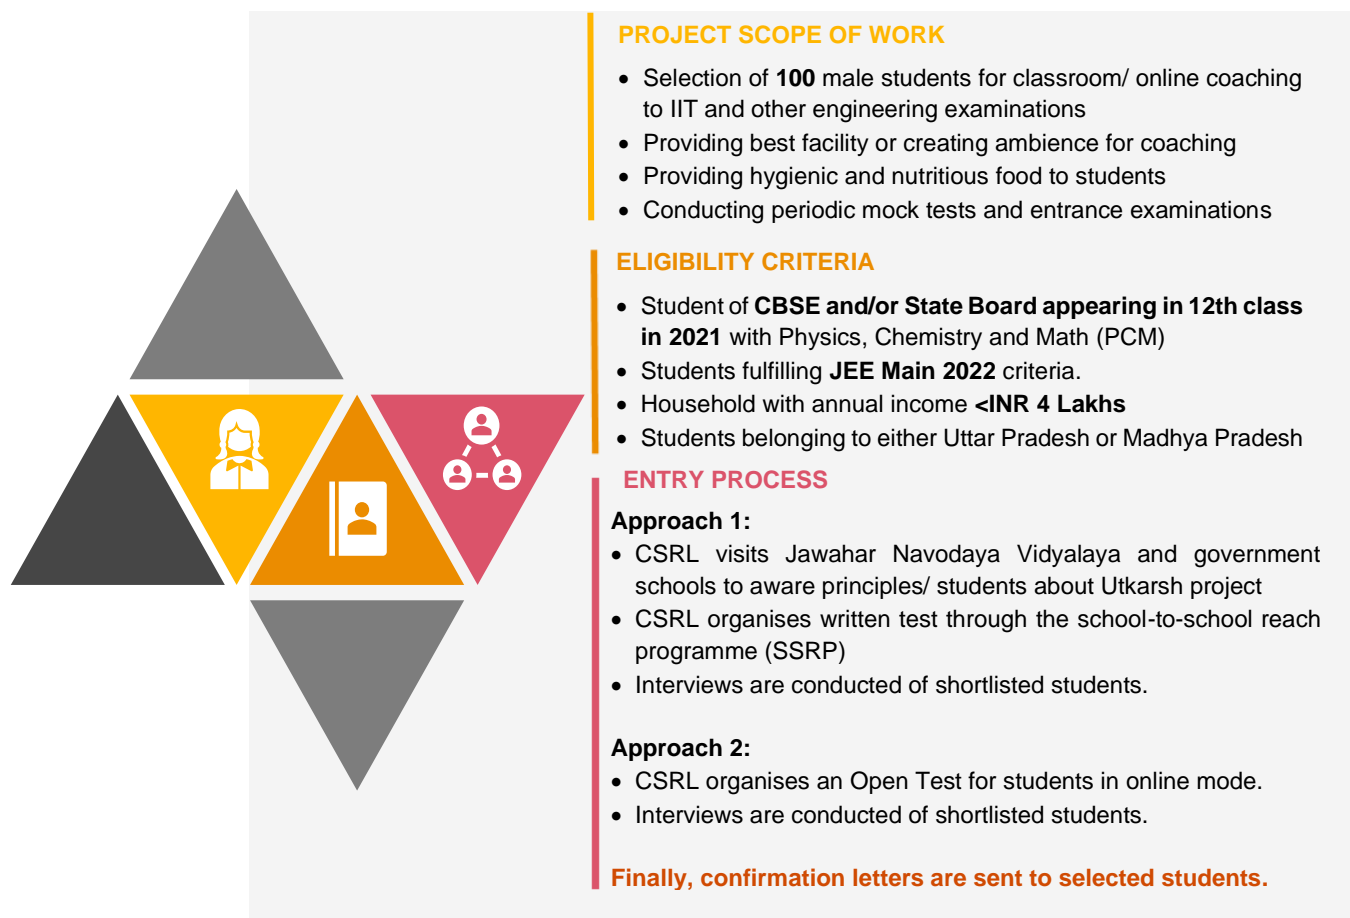 PROJECT SCOPE OF WORK
• Selection of 100 male students for classroom/ online coaching
to IIT and other engineering examinations
• Providing best facility or creating ambience for coaching
• Providing hygienic and nutritious food to students
• Conducting periodic mock tests and entrance examinations
ELIGIBILITY CRITERIA
• Student of CBSE and/or State Board appearing in 12th class
in 2021 with Physics, Chemistry and Math (PCM)
• Students fulfilling JEE Main 2022 criteria.
• Household with annual income <INR 4 Lakhs
• Students belonging to either Uttar Pradesh or Madhya Pradesh
ENTRY PROCESS
Approach 1:
• CSRL visits Jawahar Navodaya Vidyalaya and government
schools to aware principles/ students about Utkarsh project
• CSRL organises written test through the school-to-school reach
programme (SSRP)
• Interviews are conducted of shortlisted students.
Approach 2:
• CSRL organises an Open Test for students in online mode.
• Interviews are conducted of shortlisted students.
Finally, confirmation letters are sent to selected students.